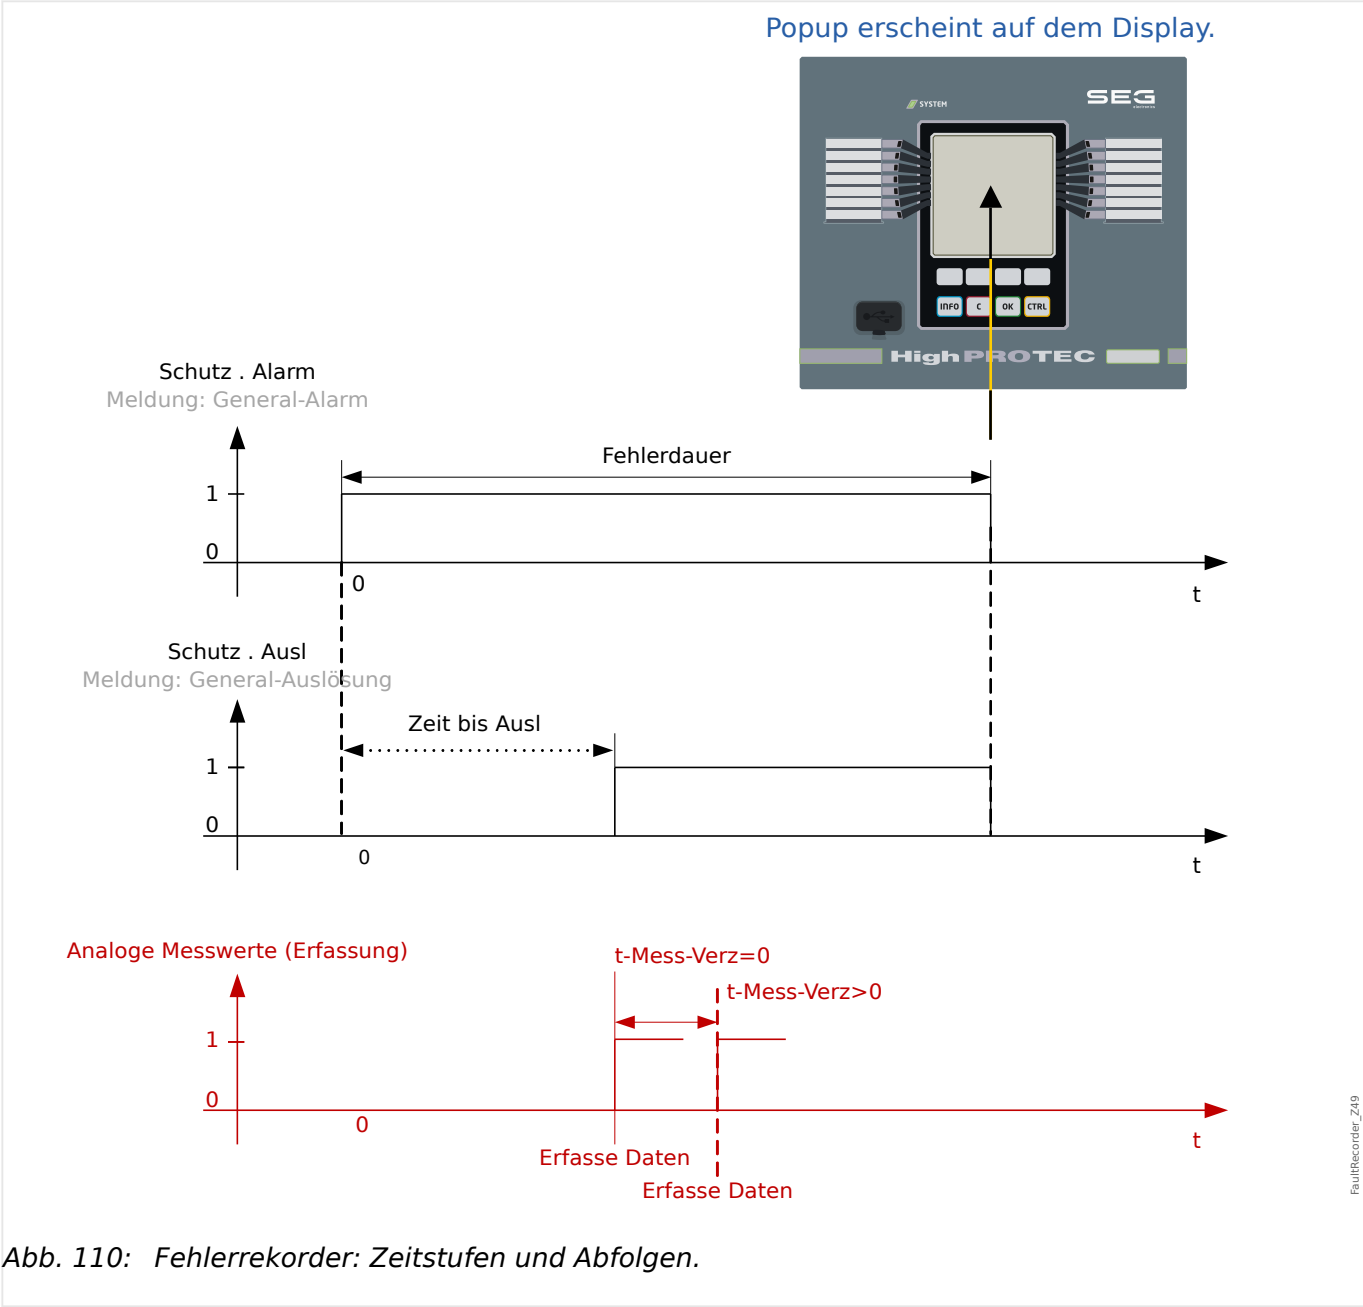 Popup erscheint auf dem Display.
SYSTEM
SEG
electronics
INFO
C
OK
CTRL
HighPROTEC
Schutz . Alarm
Meldung: General-Alarm
Fehlerdauer
1
0
0
t
Schutz . Ausl
Meldung: General-Auslösung
Zeit bis Ausl
1
0
0
t
Analoge Messwerte (Erfassung)
t-Mess-Verz=0
t-Mess-Verz>0
1
0
0
t
Erfasse Daten
Erfasse Daten
FaultRecorder_Z49
Abb. 110: Fehlerrekorder: Zeitstufen und Abfolgen.